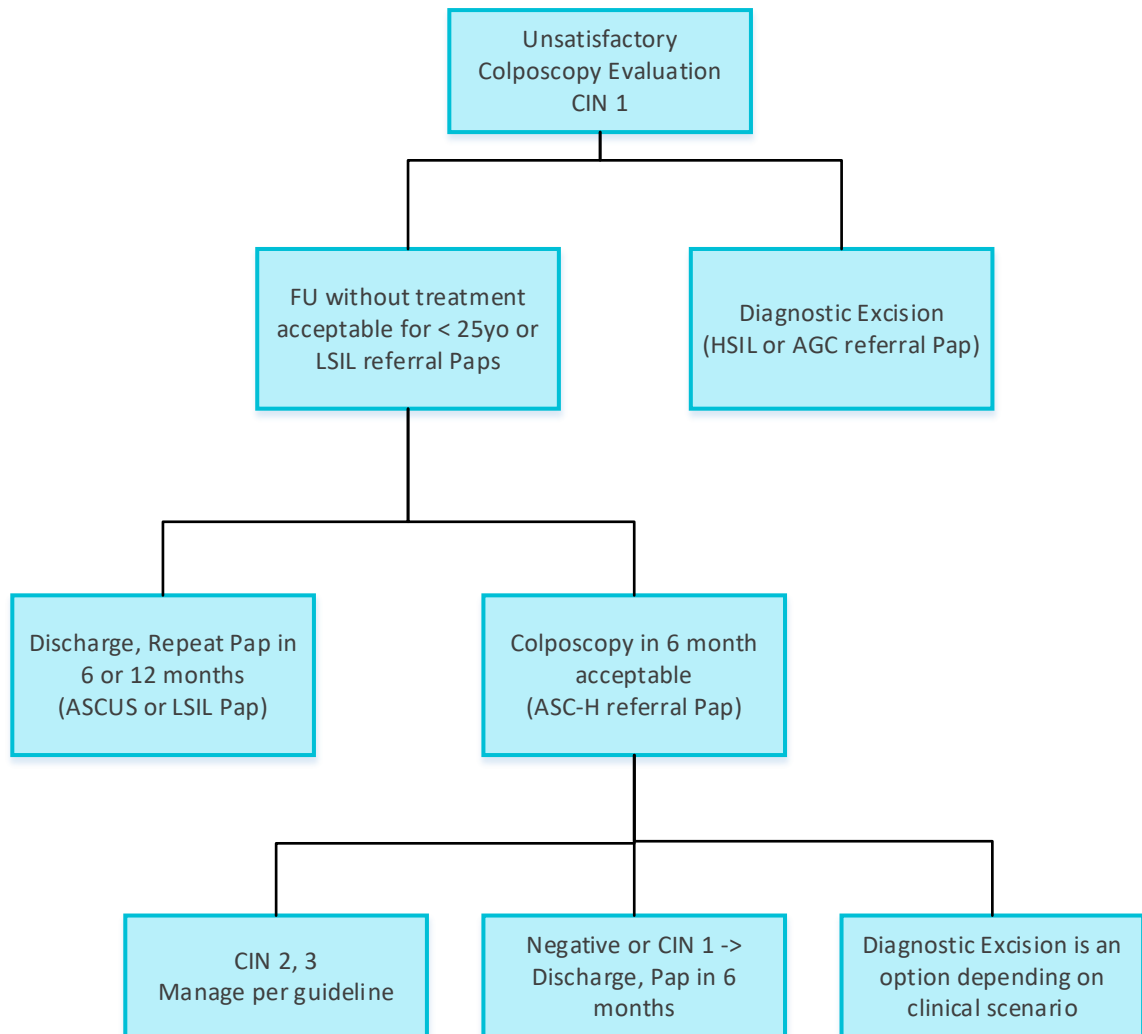 Unsatisfactory
Colposcopy Evaluation
CIN 1
FU without treatment
acceptable for < 25yo or
LSIL referral Paps
Diagnostic Excision
(HSIL or AGC referral Pap)
Discharge, Repeat Pap in
6 or 12 months
(ASCUS or LSIL Pap)
Colposcopy in 6 month
acceptable
(ASC-H referral Pap)
CIN 2, 3
Manage per guideline
Negative or CIN 1 ->
Discharge, Pap in 6
months
Diagnostic Excision is an
option depending on
clinical scenario